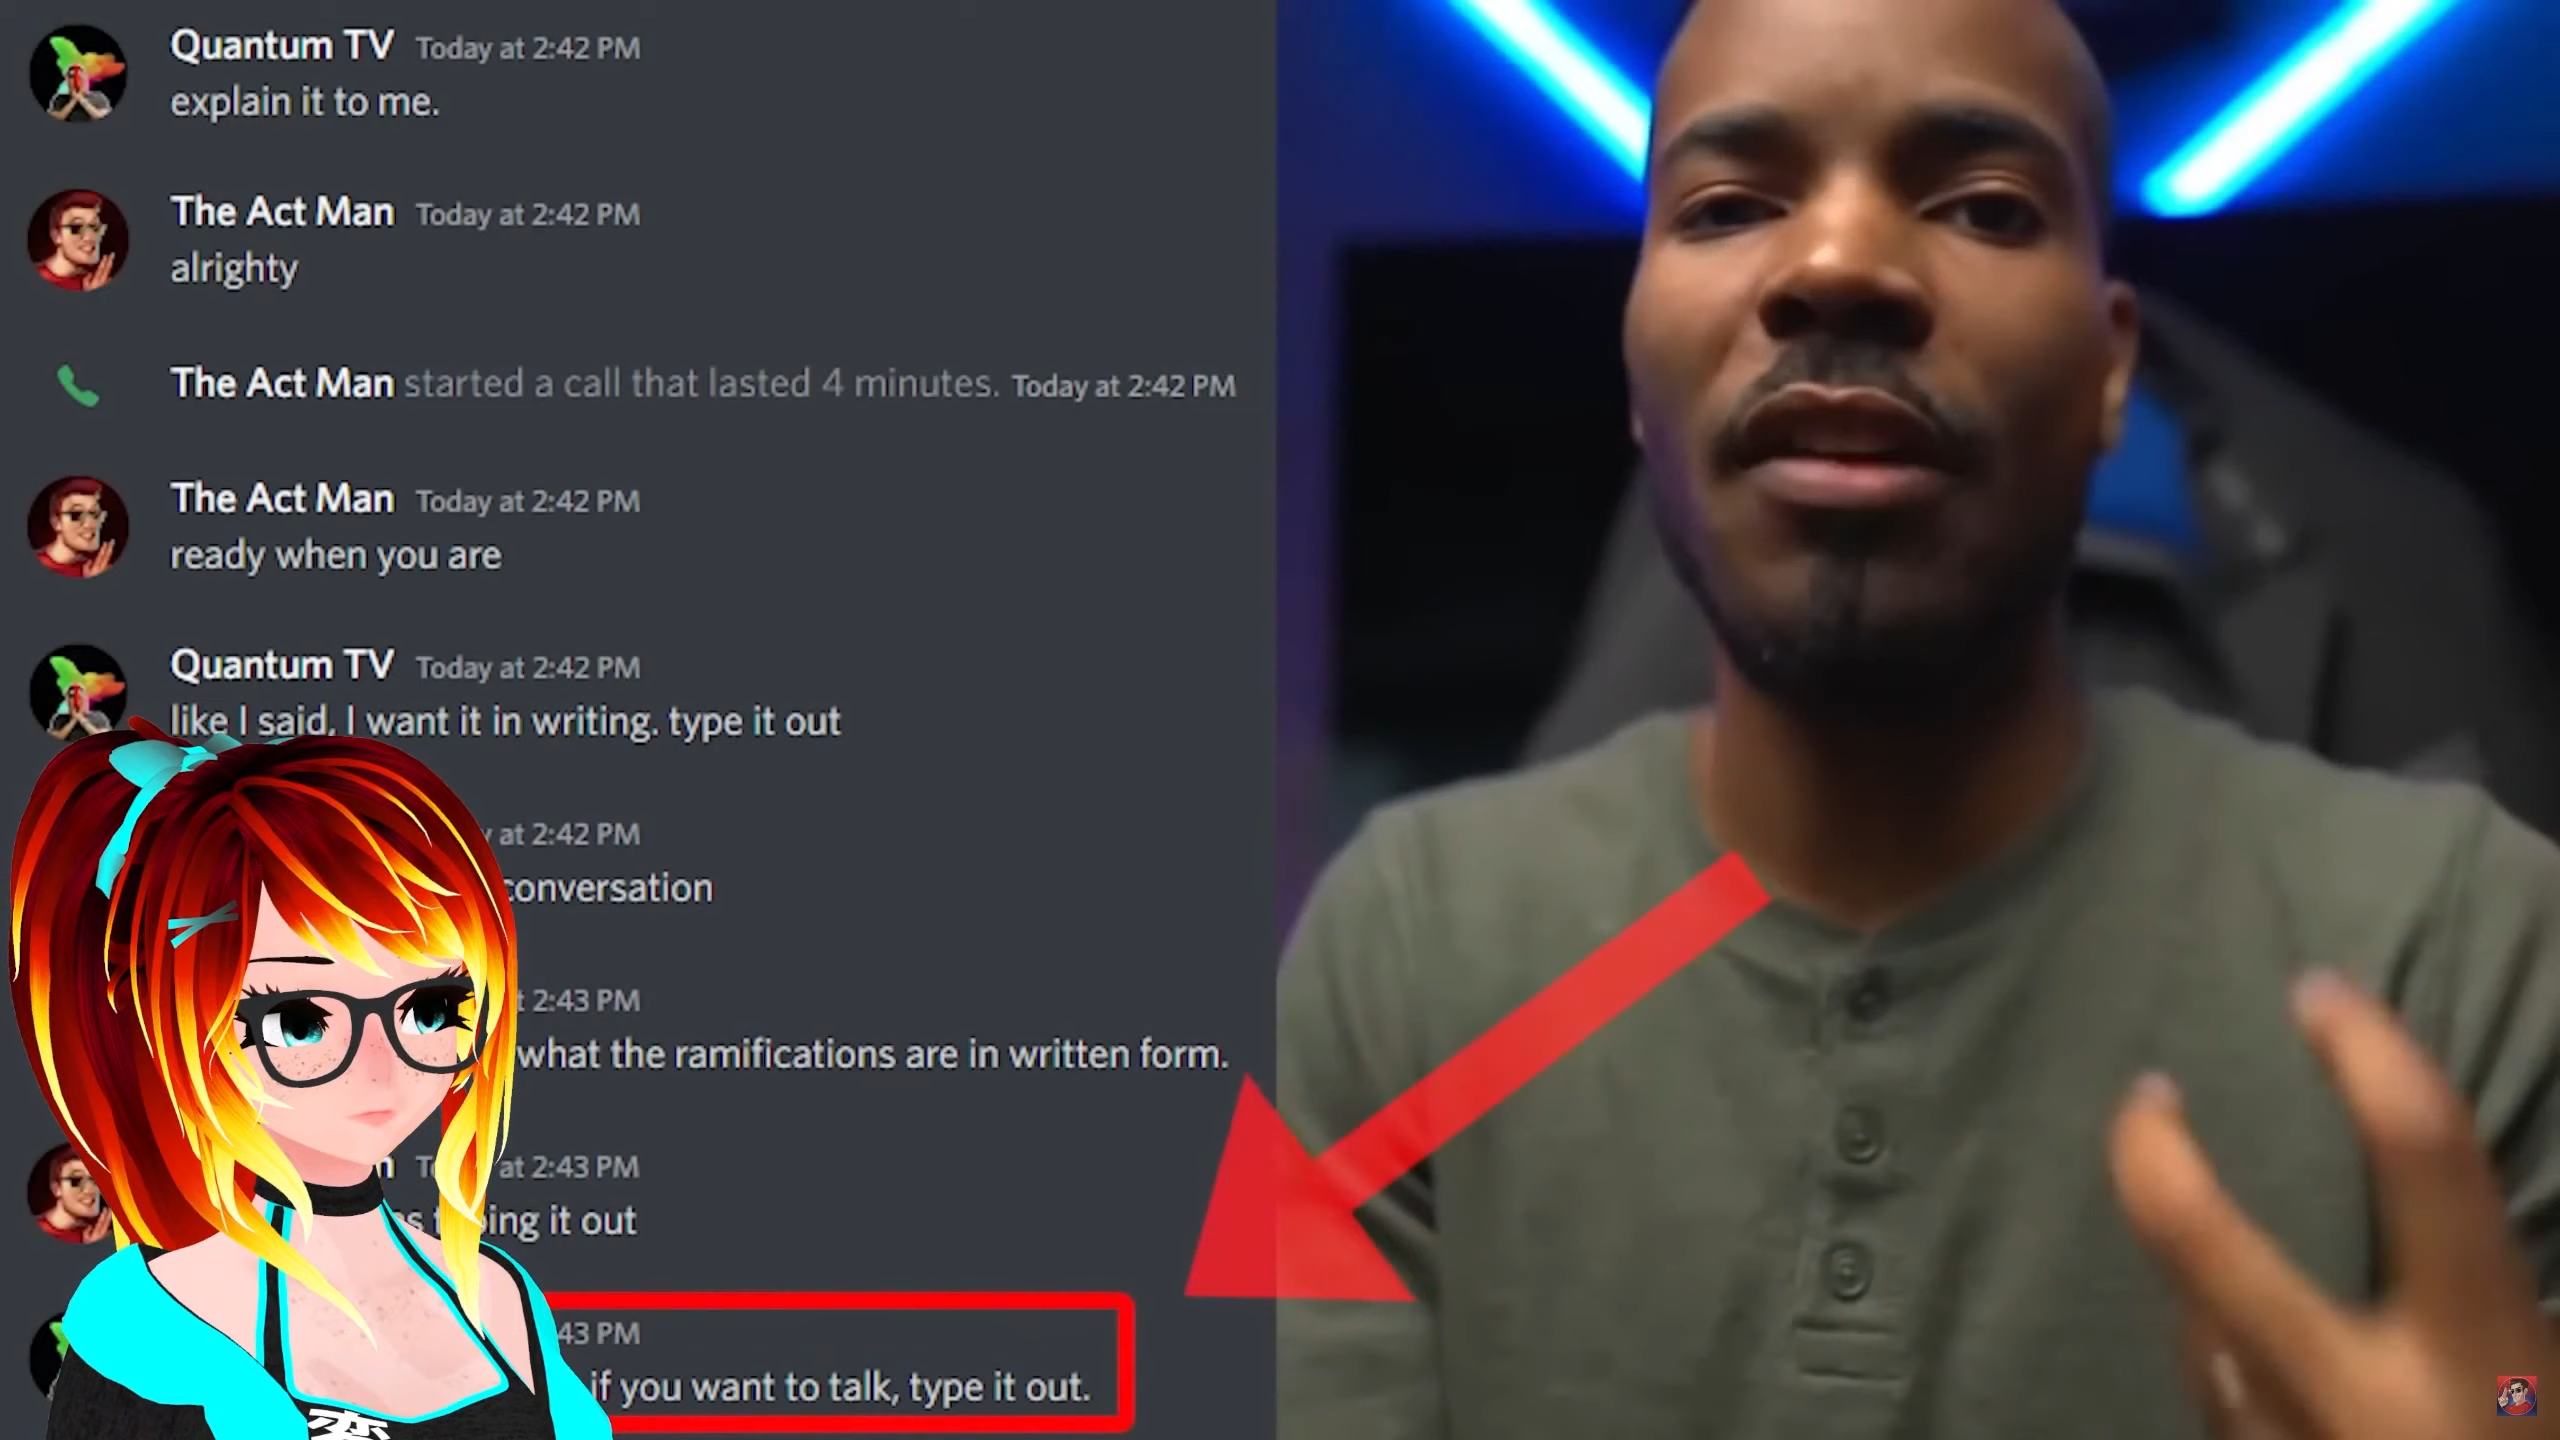 Quantum TV Today at 2:42 PM
explain it to me.
The Act Man Today at 2:42 PM
alrighty
The Act Man started a call that lasted 4 minutes. Today at 2:42 PM
The Act Man Today at 2:42 PM
ready when you are
Quantum TV Today at 2:42 PM
like I said, I want it in writing. type it out
at 2:42 PM
conversation
2:43 PM
what the ramifications are in written form.
at 2:43 PM
it out
PM
if you want to talk, type it out.
変